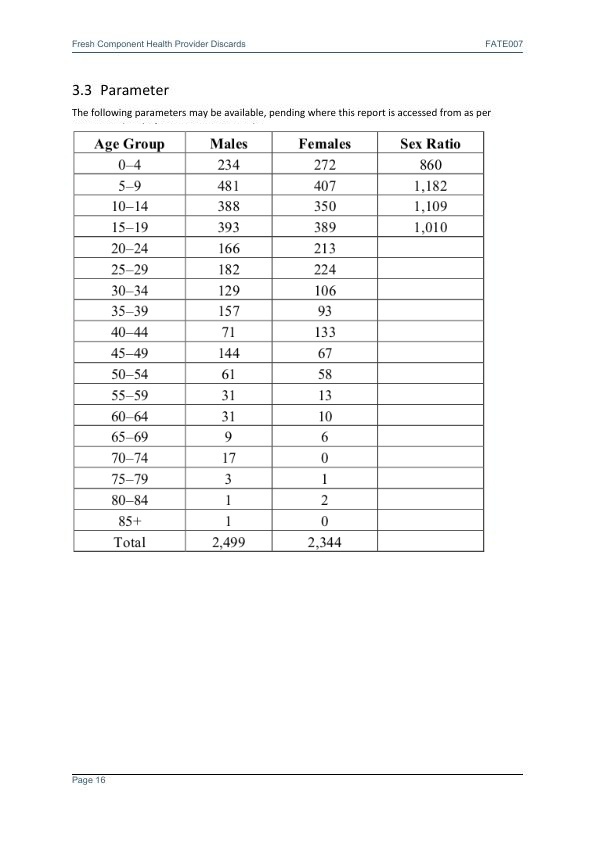 Fresh Component Health Provider Discards FATE007
3.3 Parameter
The following parameters may be available, pending where this report is accessed from as per
Age Group Males Females Sex Ratio
0–4 234 272 860
5–9 481 407 1,182
10–14 388 350 1,109
15–19 393 389 1,010
20–24 166 213
25–29 182 224
30–34 129 106
35–39 157 93
40–44 71 133
45–49 144 67
50–54 61 58
55–59 31 13
60–64 31 10
65–69 9 6
70–74 17 0
75–79 3 1
80–84 1 2
85+ 1 0
Total 2,499 2,344
Page 16